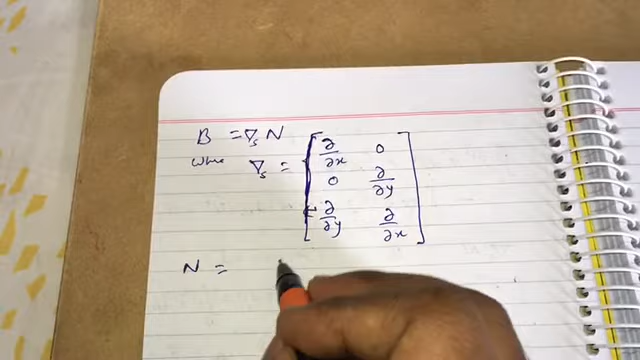 B = ∇ₛ N
where ∇ₛ = [ ∂/∂x 0
0 ∂/∂y
∂/∂y ∂/∂x ]
N =